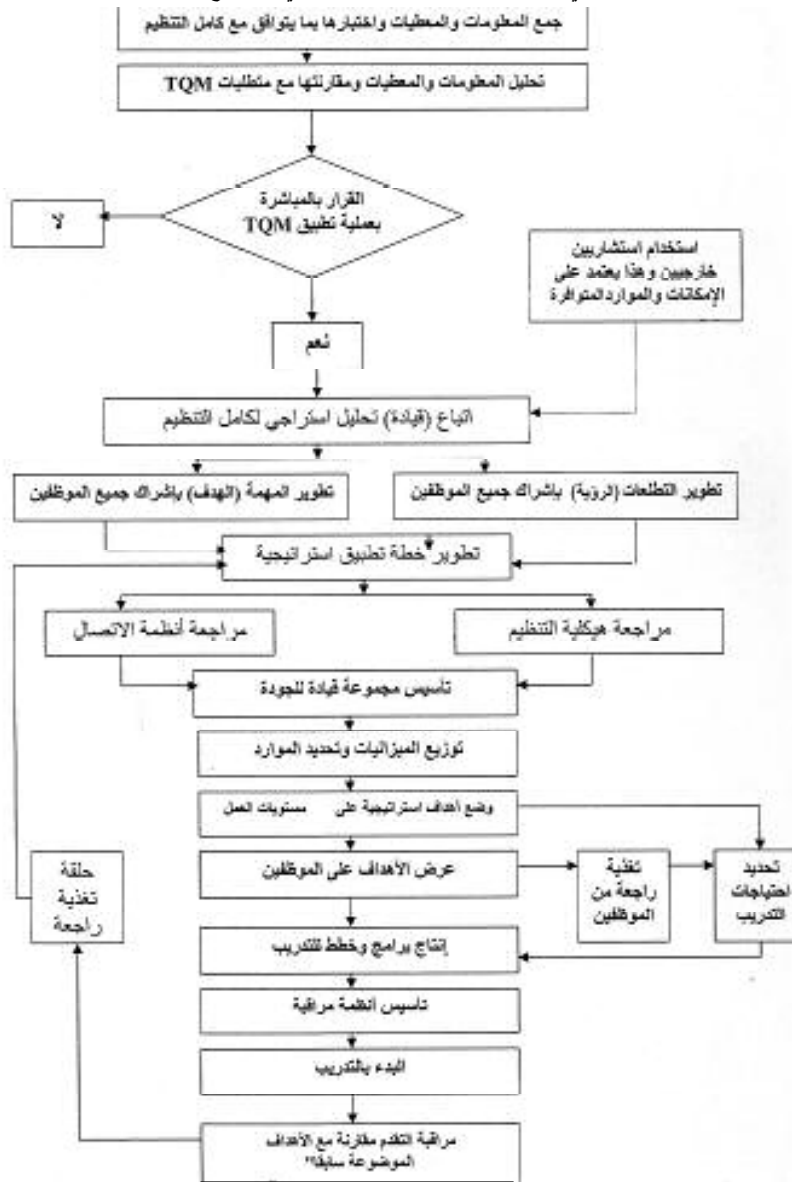 جمع المعلومات والمعطيات واختبارها بما يتوافق مع كامل التنظيم
تحليل المعلومات والمعطيات ومقارنتها مع متطلبات TQM
القرار بالمباشرة
بعملية تطبيق TQM
لا
استخدام استشاريين
خارجيين وهذا يعتمد على
الإمكانات والموارد المتوافرة
نعم
اتباع (قيادة) تحليل استراجي لكامل التنظيم
تطوير التطلعات (الرؤية) بإشراك جميع الموظفين
تطوير المهمة (الهدف) بإشراك جميع الموظفين
تطوير خطة تطبيق استراتيجية
مراجعة هيكلية التنظيم
مراجعة أنظمة الاتصال
تأسيس مجموعة قيادة للجودة
توزيع الميزانيات وتحديد الموارد
وضع أهداف استراتيجية على مستويات العمل
عرض الأهداف على الموظفين
تغذية
راجعة من
الموظفين
تحديد
احتياجات
التدريب
حلقة
تغذية
راجعة
إنتاج برامج وخطط للتدريب
تأسيس أنظمة مراقبة
البدء بالتدريب
مراقبة التقدم مقارنة مع الأهداف
الموضوعة سابقا